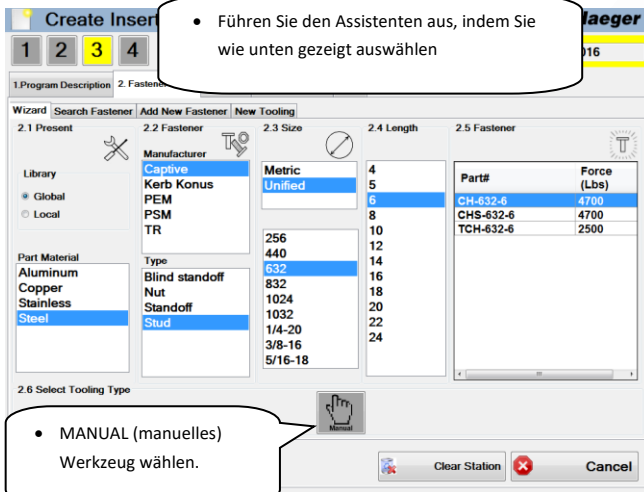 Create Inser
Führen Sie den Assistenten aus, indem Sie
wie unten gezeigt auswählen
Haeger
1 2 3 4
016
1.Program Description 2. Fastene
Wizard Search Fastener Add New Fastener New Tooling
2.1 Present
Library
Global
Local
Part Material
Aluminum
Copper
Stainless
Steel
2.2 Fastener
Manufacturer
Captive
Kerb Konus
PEM
PSM
TR
Type
Blind standoff
Nut
Standoff
Stud
2.3 Size
Metric
Unified
256
440
632
832
1024
1032
1/4-20
3/8-16
5/16-18
2.4 Length
4
5
6
8
10
12
14
16
18
20
22
24
2.5 Fastener
Part# Force
(Lbs)
CH-632-6 4700
CHS-632-6 4700
TCH-632-6 2500
2.6 Select Tooling Type
Manual
MANUAL (manuelles)
Werkzeug wählen.
Clear Station
Cancel